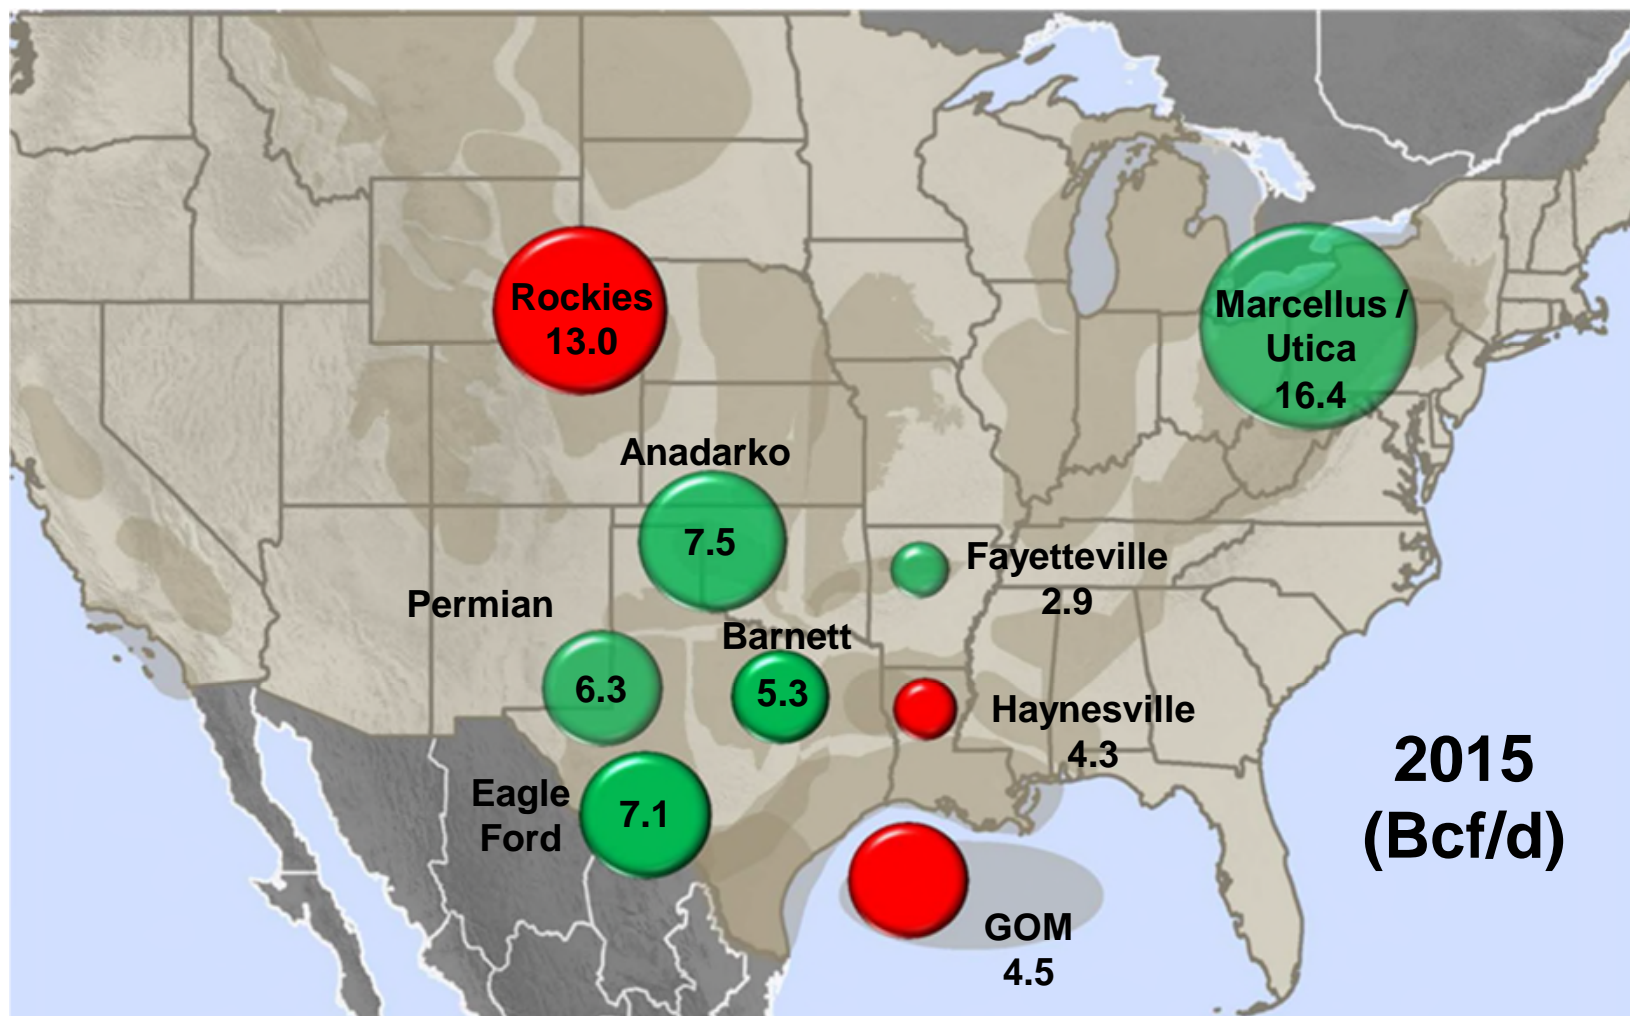 Rockies
13.0
Marcellus /
Utica
16.4
Anadarko
7.5
Fayetteville
2.9
Permian
6.3
Barnett
5.3
Haynesville
4.3
Eagle
Ford
7.1
GOM
4.5
2015
(Bcf/d)